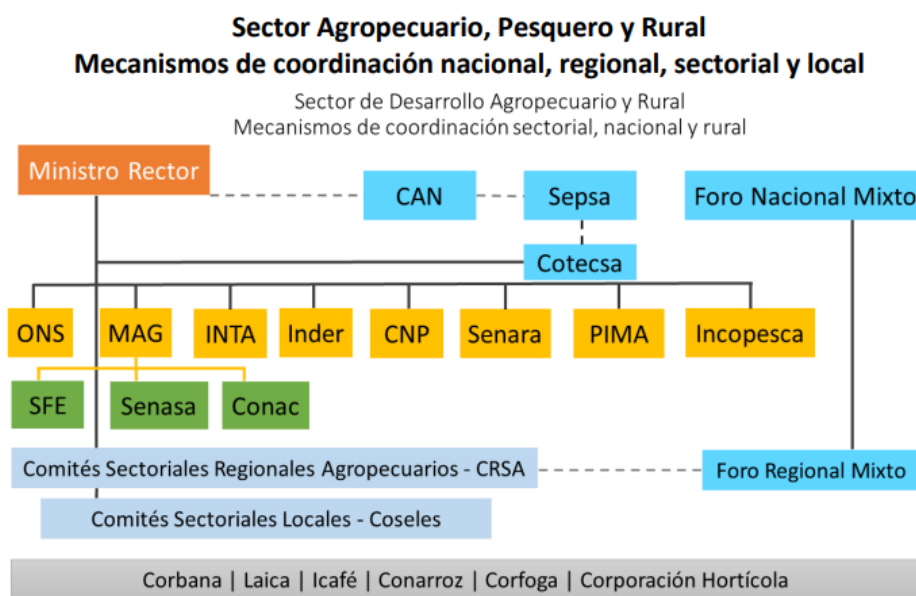 Sector Agropecuario, Pesquero y Rural
Mecanismos de coordinación nacional, regional, sectorial y local
Sector de Desarrollo Agropecuario y Rural
Mecanismos de coordinación sectorial, nacional y rural
Ministro Rector
CAN
Sepsa
Foro Nacional Mixto
Cotecsa
ONS
MAG
INTA
Inder
CNP
Senara
PIMA
Incopesca
SFE
Senasa
Conac
Comités Sectoriales Regionales Agropecuarios - CRSA
Foro Regional Mixto
Comités Sectoriales Locales - Coseles
Corbana | Laica | Icafé | Conarroz | Corfoga | Corporación Hortícola